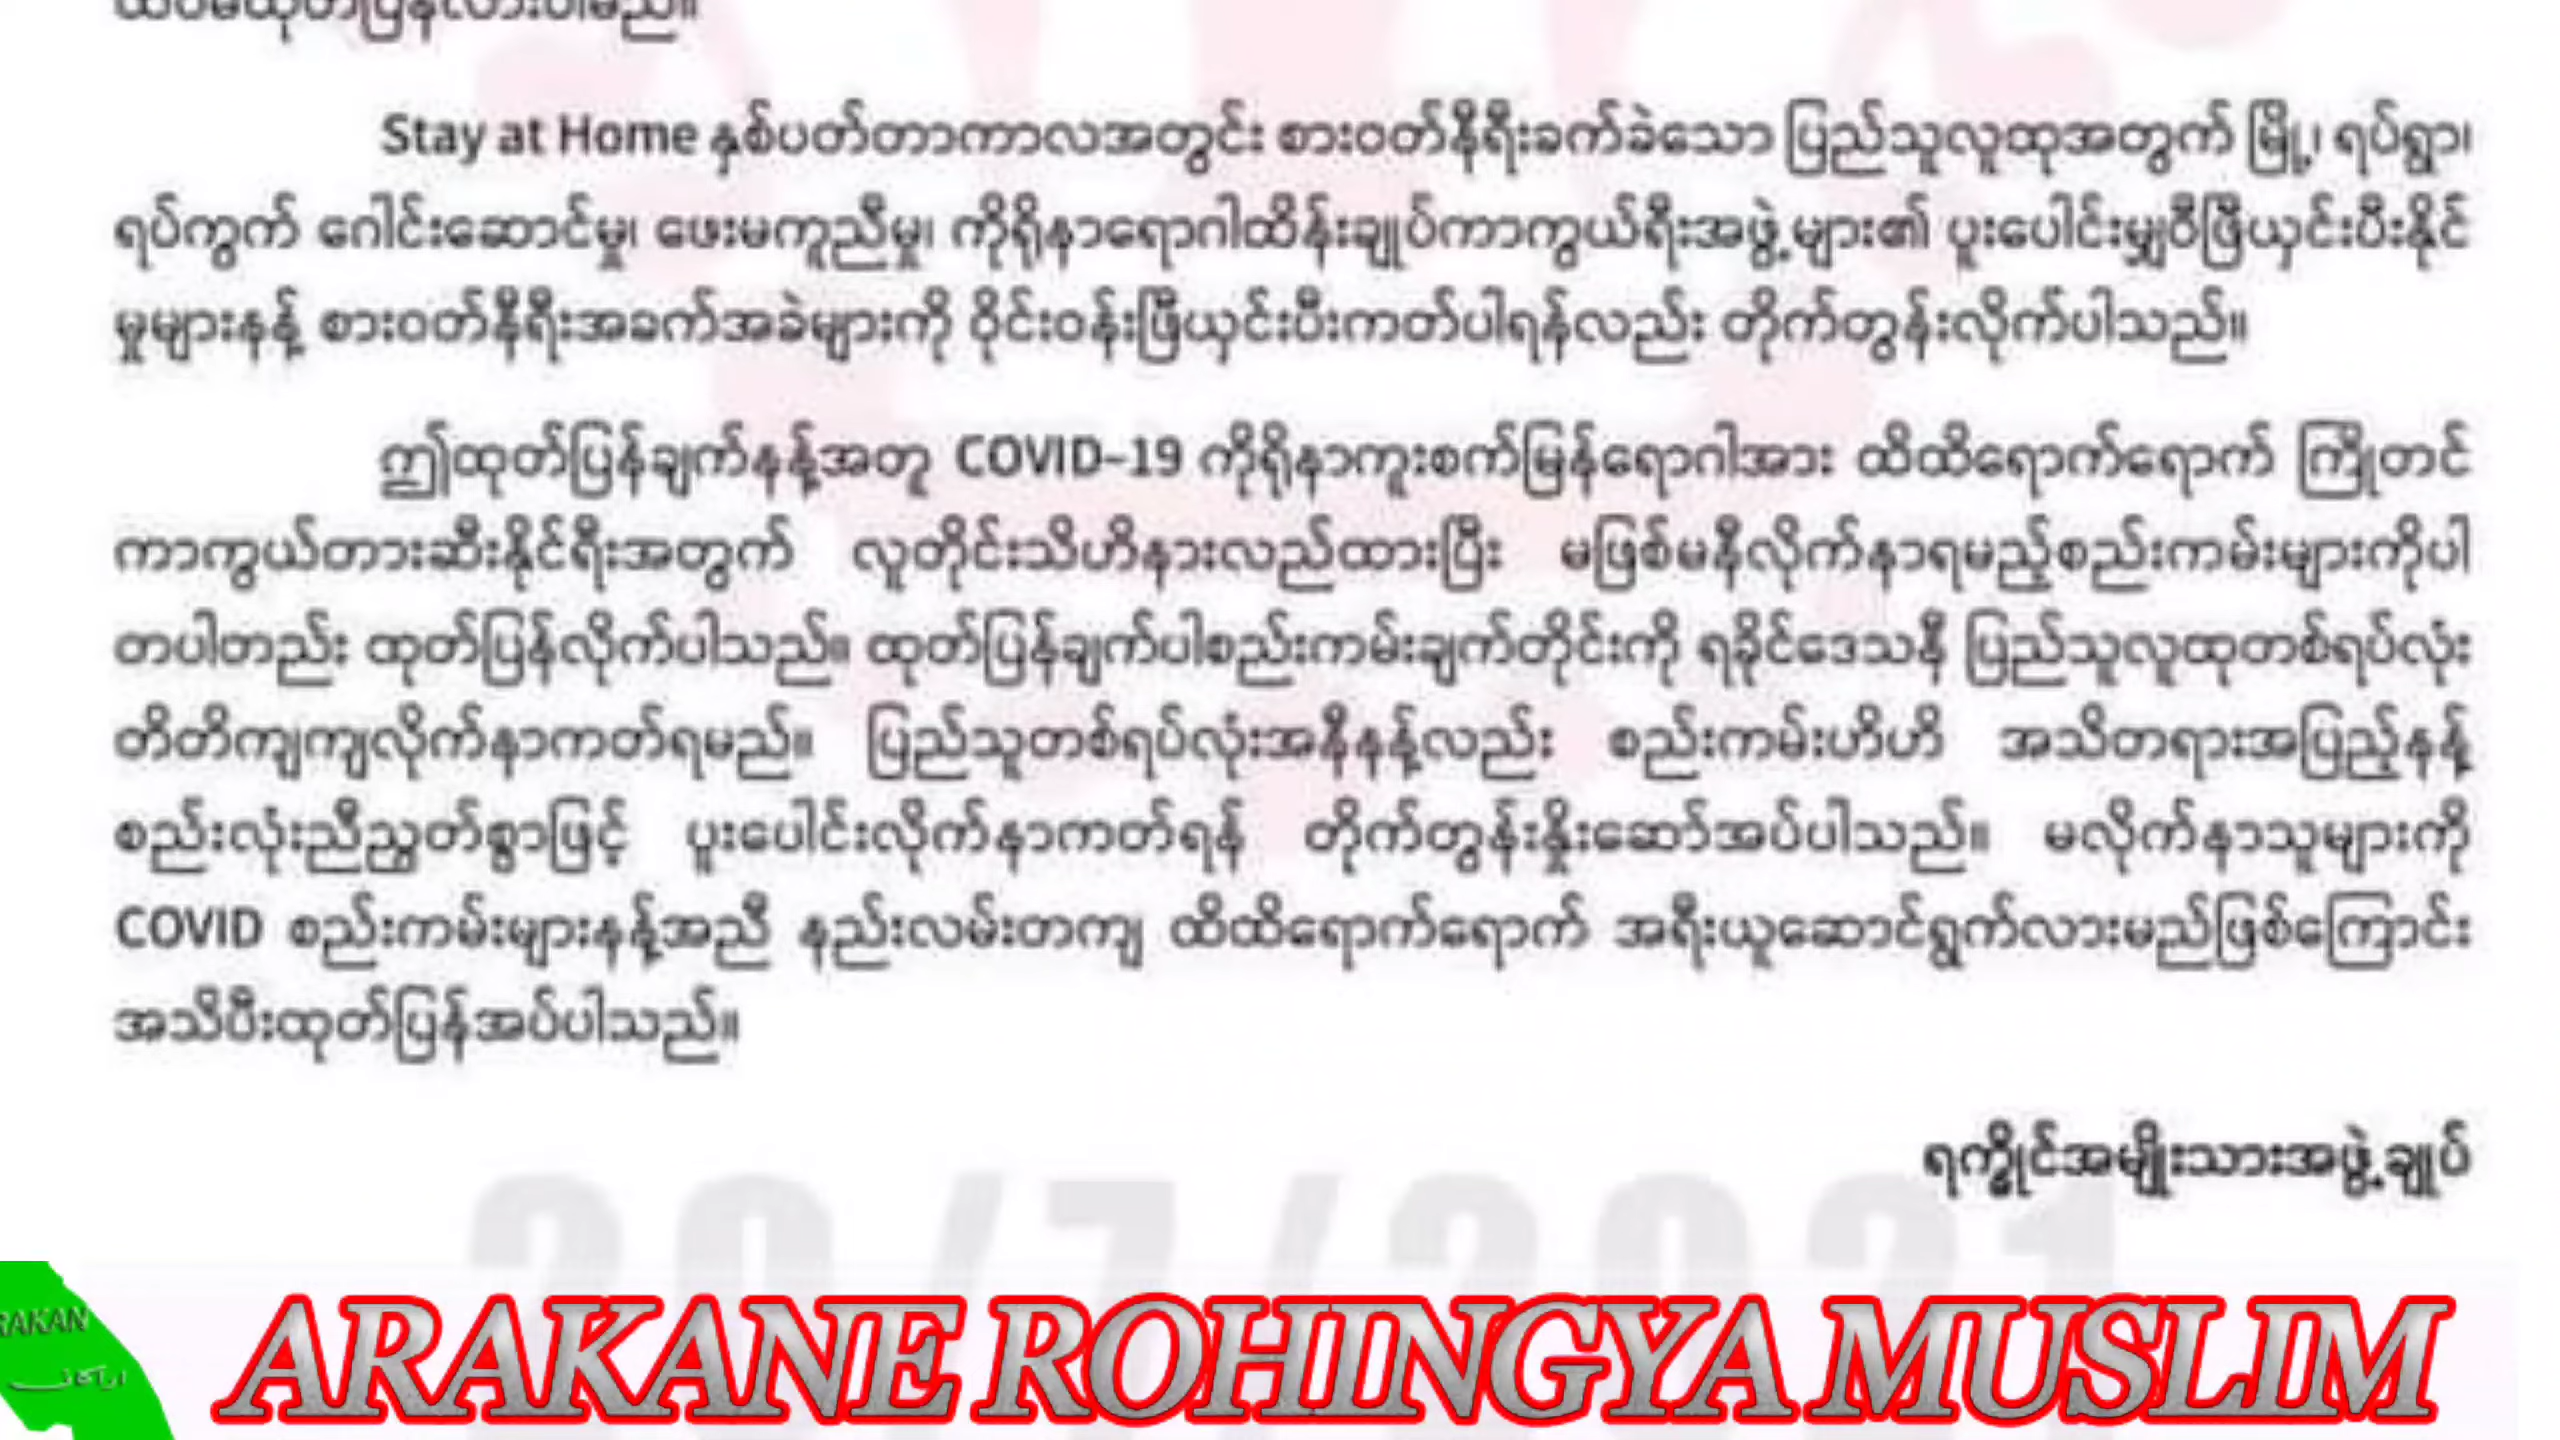 Stay at Home နှစ်ပတ်တာကာလအတွင်း စားဝတ်နီရီးခက်ခဲသော ပြည်သူလူထုအတွက် မြို့၊ ရပ်ရွာ၊
ရပ်ကွက် ခေါင်းဆောင်မှု၊ ဖေးမကူညီမှု၊ ကိုရိုနာရောဂါထိန်းချုပ်ကာကွယ်ရီးအဖွဲ့များ၏ ပူးပေါင်းမျှဝီဖြီယှင်းပီးနိုင်
မှုများနန့် စားဝတ်နီရီးအခက်အခဲများကို ဝိုင်းဝန်းဖြီယှင်းပီးကတ်ပါရန်လည်း တိုက်တွန်းလိုက်ပါသည်။
ဤထုတ်ပြန်ချက်နန့်အတူ COVID-19 ကိုရိုနာကူးစက်မြန်ရောဂါအား ထိထိရောက်ရောက် ကြိုတင်
ကာကွယ်တားဆီးနိုင်ရီးအတွက် လူတိုင်းသိဟိနားလည်ထားပြီး မဖြစ်မနီလိုက်နာရမည့်စည်းကမ်းများကိုပါ
တပါတည်း ထုတ်ပြန်လိုက်ပါသည်။ ထုတ်ပြန်ချက်ပါစည်းကမ်းချက်တိုင်းကို ရခိုင်ဒေသနီ ပြည်သူလူထုတစ်ရပ်လုံး
တိတိကျကျလိုက်နာကတ်ရမည်။ ပြည်သူတစ်ရပ်လုံးအနီနန့်လည်း စည်းကမ်းဟိဟိ အသိတရားအပြည့်နန့်
စည်းလုံးညီညွတ်စွာဖြင့် ပူးပေါင်းလိုက်နာကတ်ရန် တိုက်တွန်းနှိုးဆော်အပ်ပါသည်။ မလိုက်နာသူများကို
COVID စည်းကမ်းများနန့်အညီ နည်းလမ်းတကျ ထိထိရောက်ရောက် အရီးယူဆောင်ရွက်လားမည်ဖြစ်ကြောင်း
အသိပီးထုတ်ပြန်အပ်ပါသည်။
ရက္ခိုင်အမျိုးသားအဖွဲ့ချုပ်
ARAKANE ROHINGYA MUSLIM